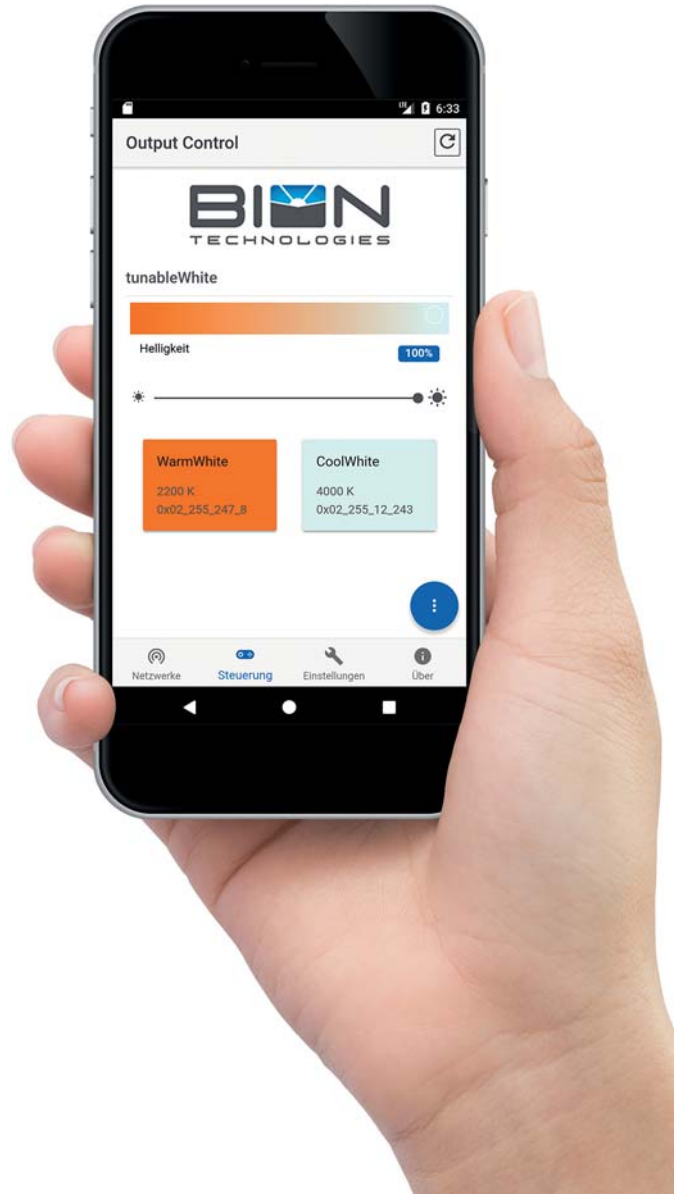 LTE 6:33
Output Control
BION
TECHNOLOGIES
tunableWhite
Helligkeit 100%
WarmWhite CoolWhite
2200 K 4000 K
0x02_255_247_8 0x02_255_12_243
Netzwerke Steuerung Einstellungen Über